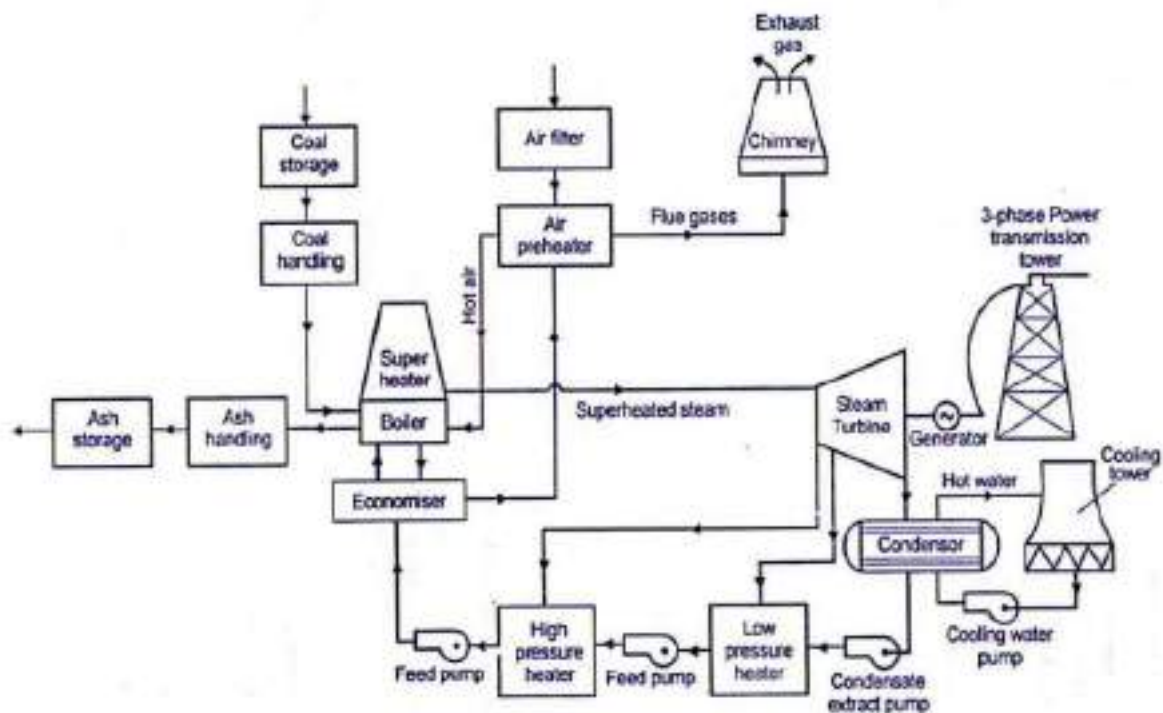 Exhaust
gas
Coal
storage
Air filter
Chimney
Coal
handling
Air
preheater
Flue gases
3-phase Power
transmission
tower
Hot air
Super
heater
Superheated steam
Steam
Turbine
Generator
Ash
storage
Ash
handling
Boiler
Economiser
Hot water
Cooling
tower
Condensor
Cooling water
pump
Feed pump
High
pressure
heater
Feed pump
Low
pressure
heater
Condensate
extract pump